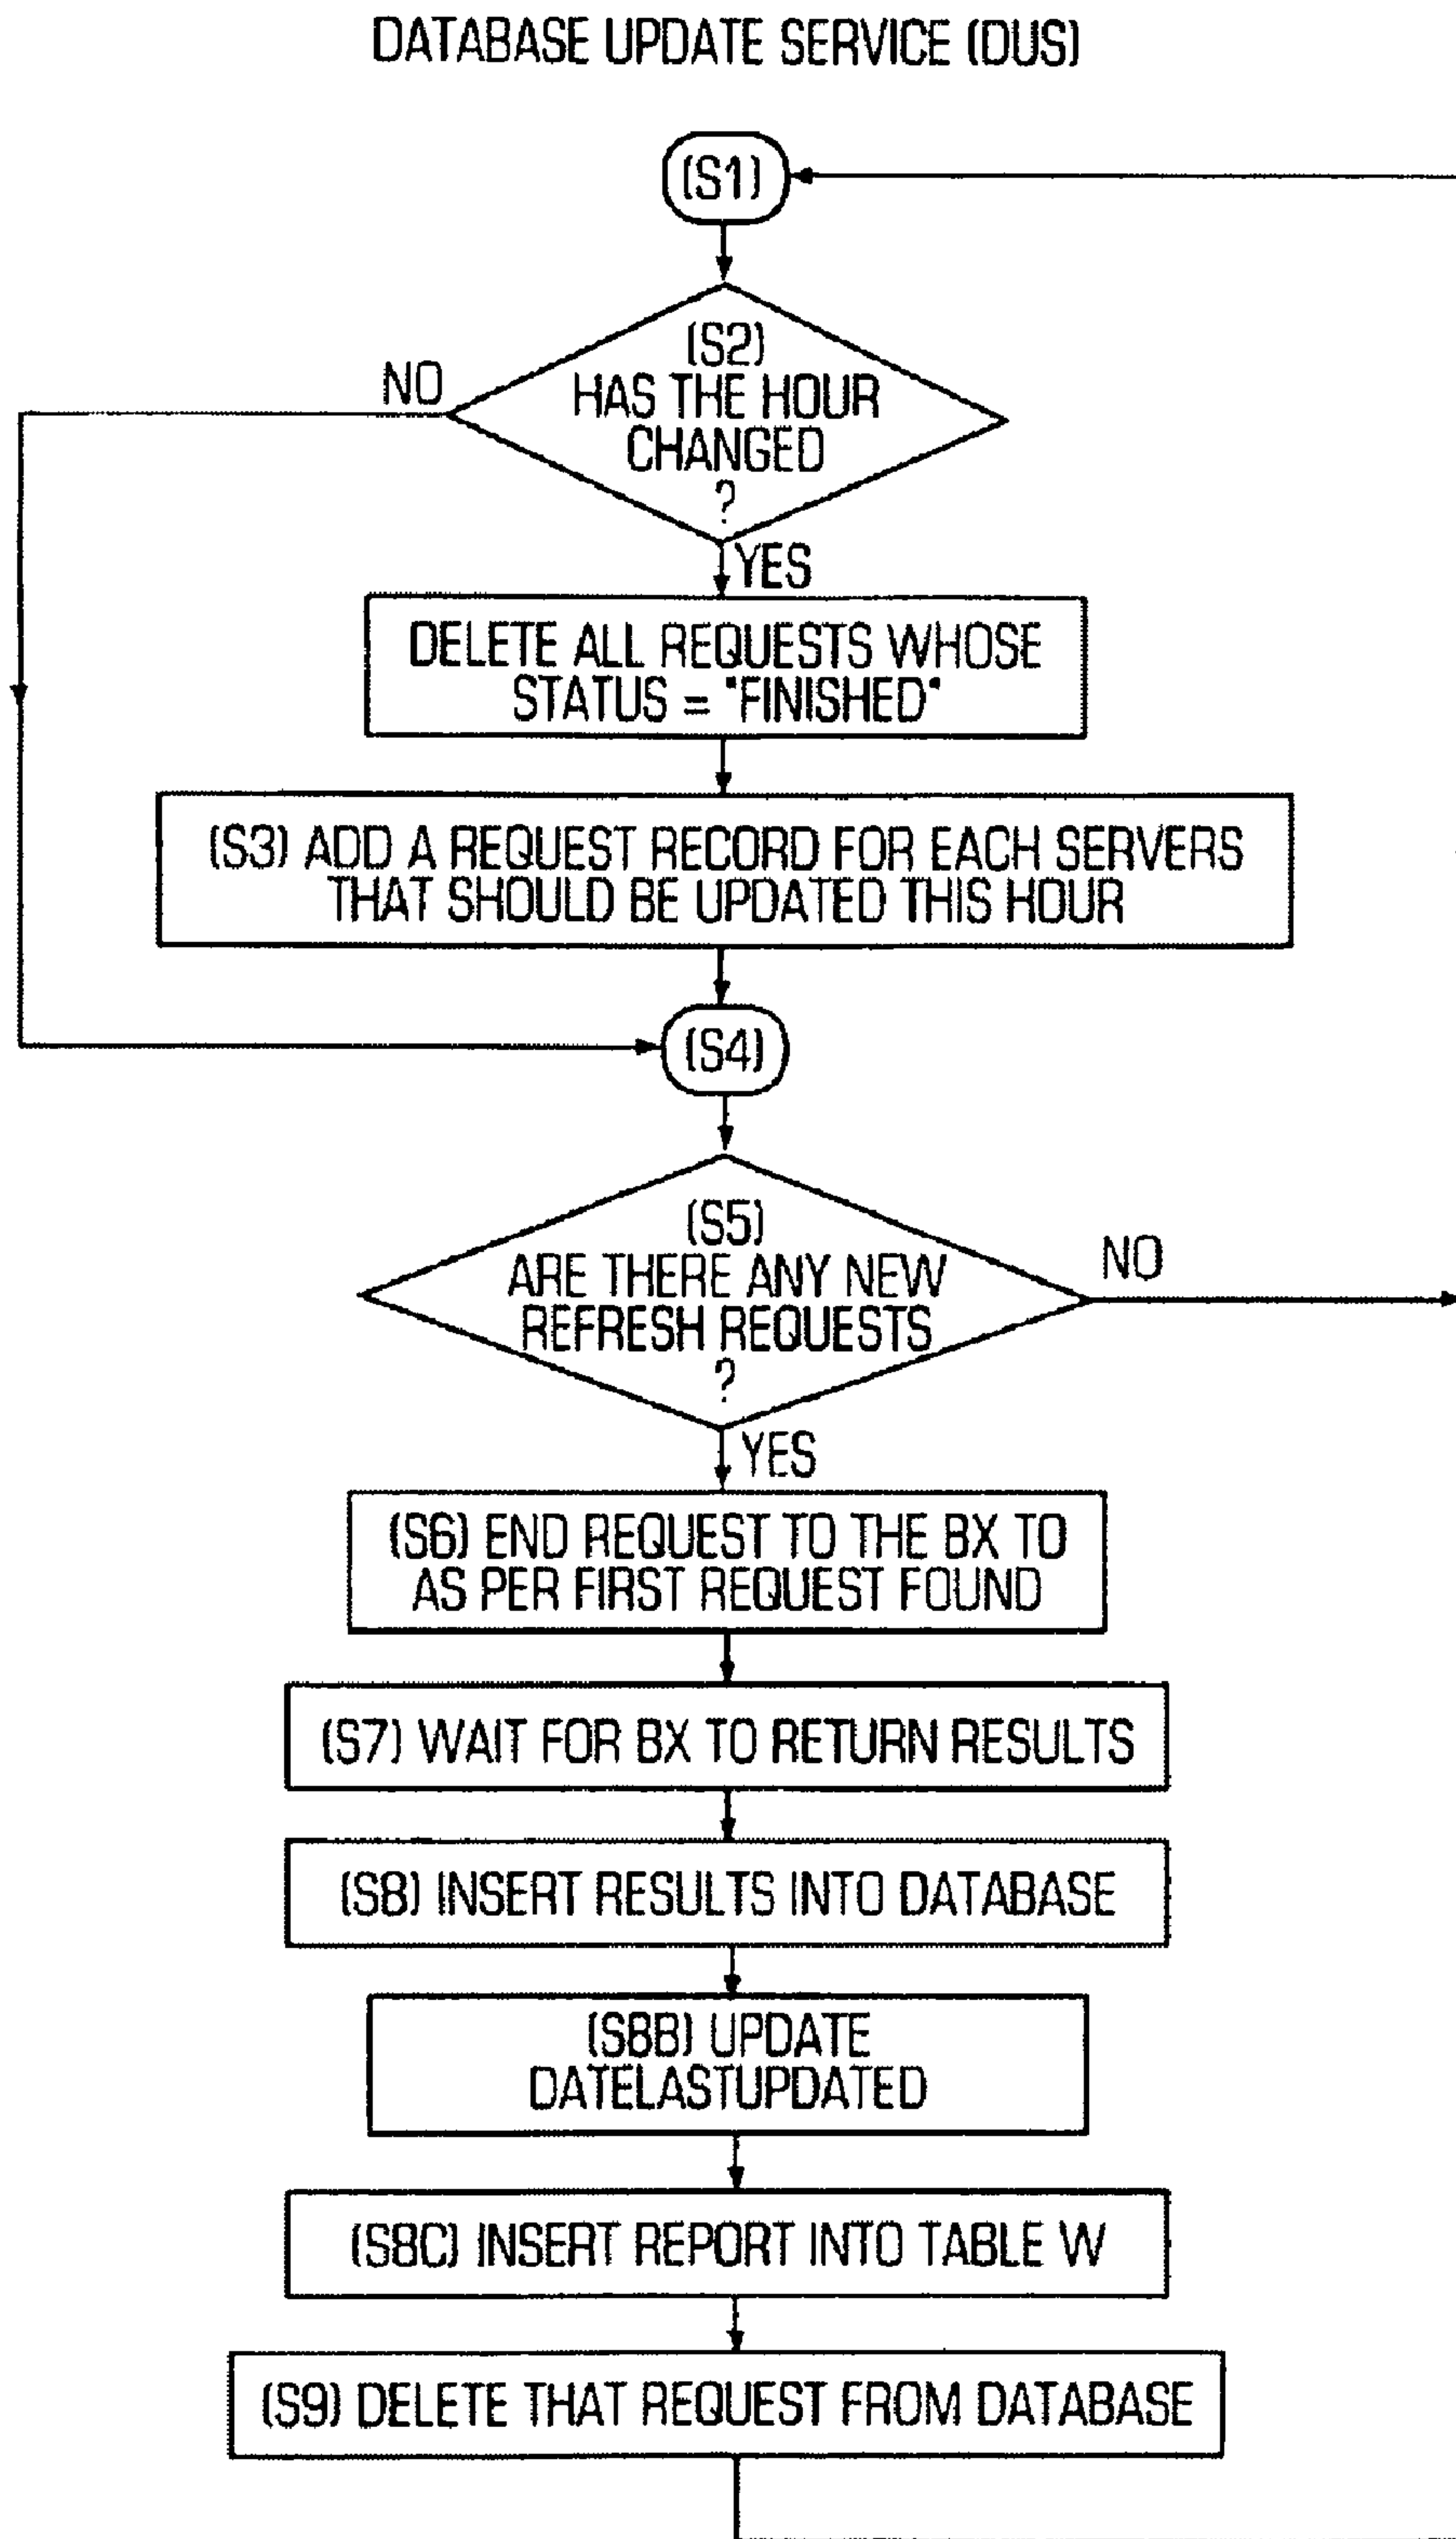 DATABASE UPDATE SERVICE (DUS)
(S1)
(S2)
HAS THE HOUR
CHANGED
?
NO
YES
DELETE ALL REQUESTS WHOSE
STATUS = "FINISHED"
(S3) ADD A REQUEST RECORD FOR EACH SERVERS
THAT SHOULD BE UPDATED THIS HOUR
(S4)
(S5)
ARE THERE ANY NEW
REFRESH REQUESTS
?
NO
YES
(S6) END REQUEST TO THE BX TO
AS PER FIRST REQUEST FOUND
(S7) WAIT FOR BX TO RETURN RESULTS
(S8) INSERT RESULTS INTO DATABASE
(S8B) UPDATE
DATELASTUPDATED
(S8C) INSERT REPORT INTO TABLE W
(S9) DELETE THAT REQUEST FROM DATABASE